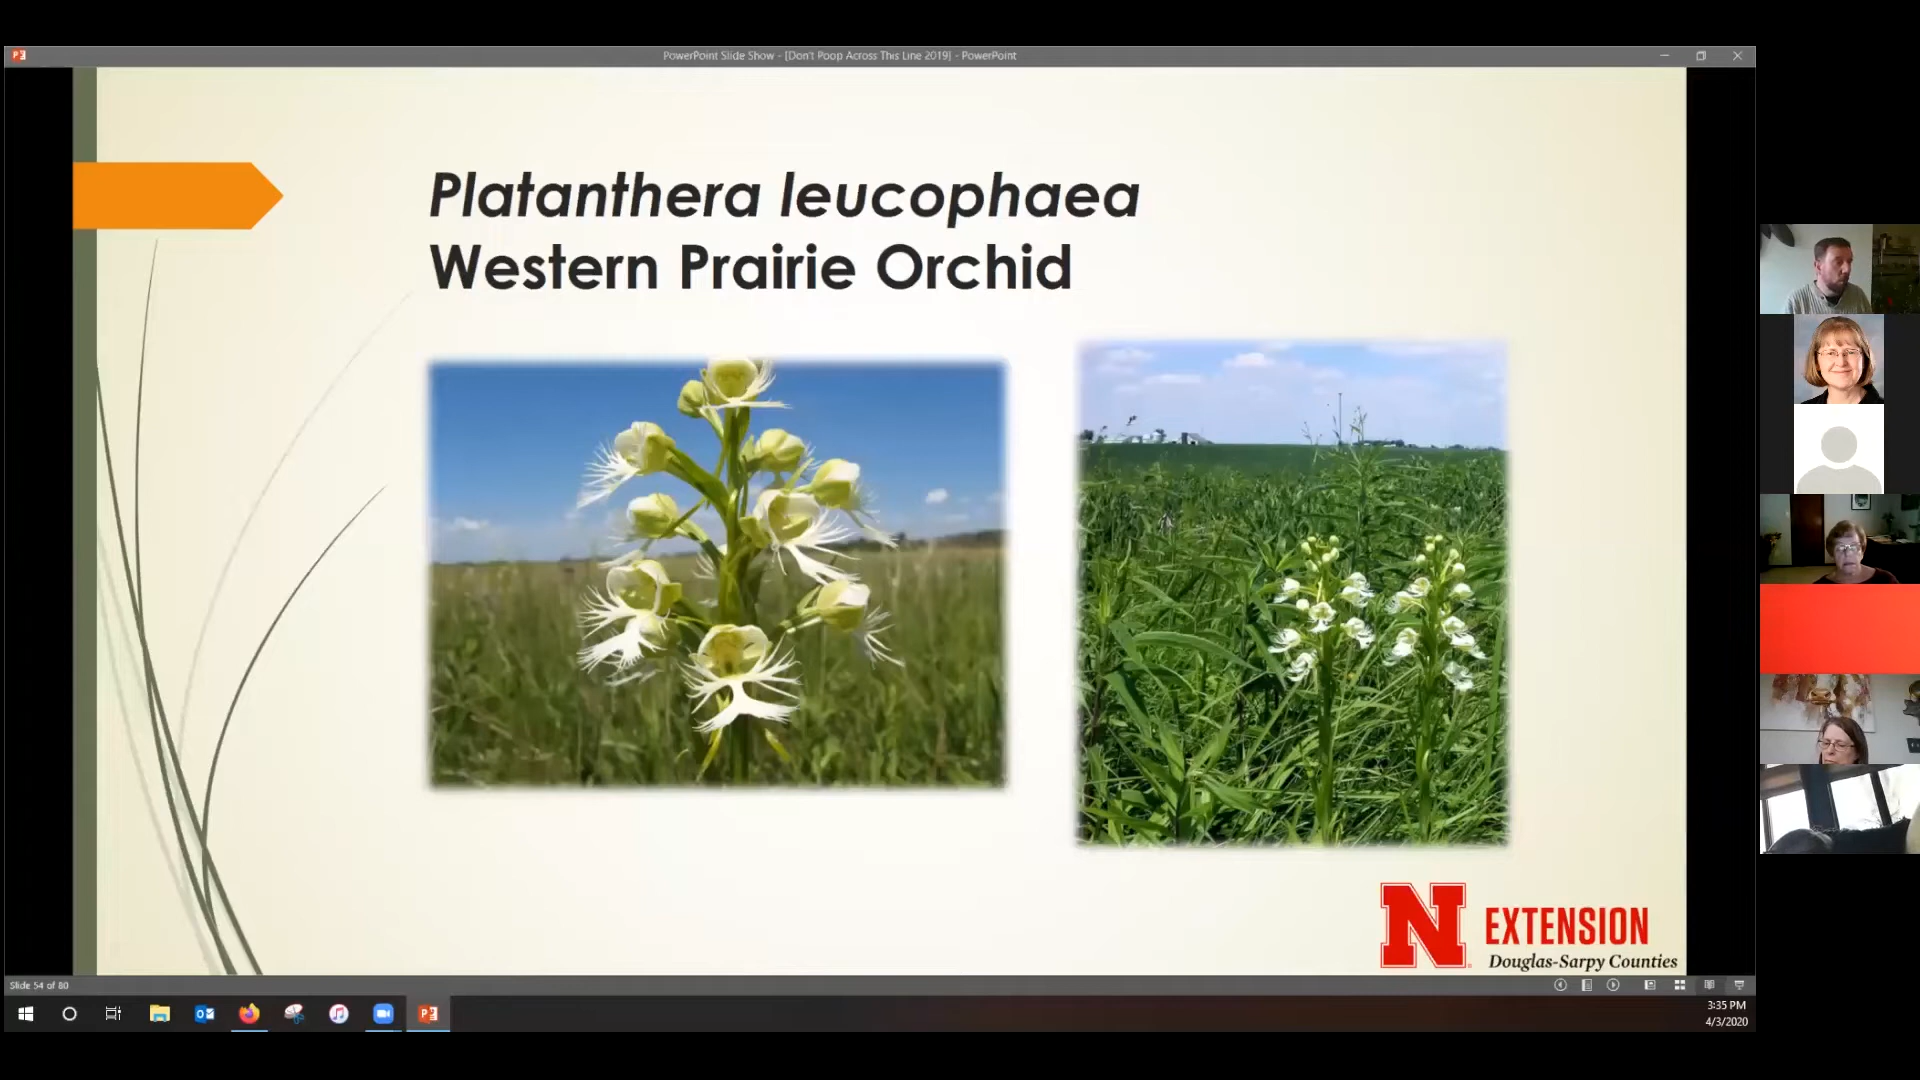 PowerPoint Slide Show - [Don't Poop Across This Line 2019] - PowerPoint
Platanthera leucophaea
Western Prairie Orchid
N EXTENSION
Douglas-Sarpy Counties
Slide 54 of 80
3:35 PM
4/3/2020